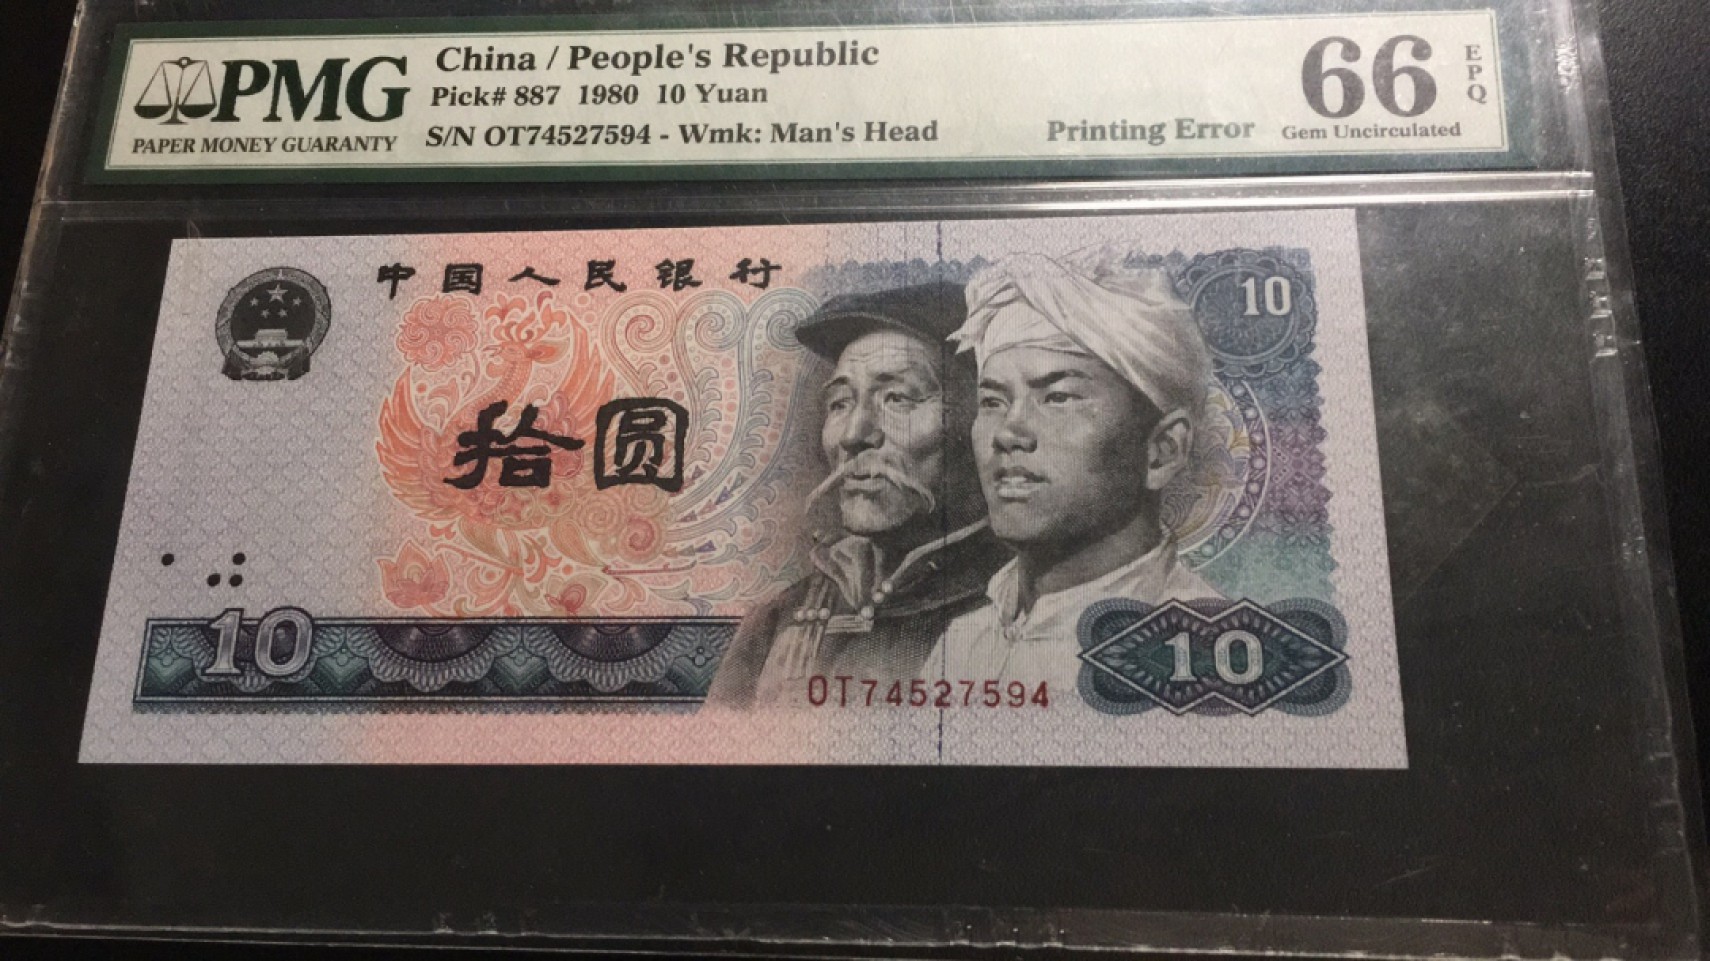 PMG
PAPER MONEY GUARANTY
China / People's Republic
Pick# 887 1980 10 Yuan
S/N OT74527594 - Wmk: Man's Head
Printing Error
66
EPQ
Gem Uncirculated
中国人民银行
10
拾圆
10
10
OT74527594